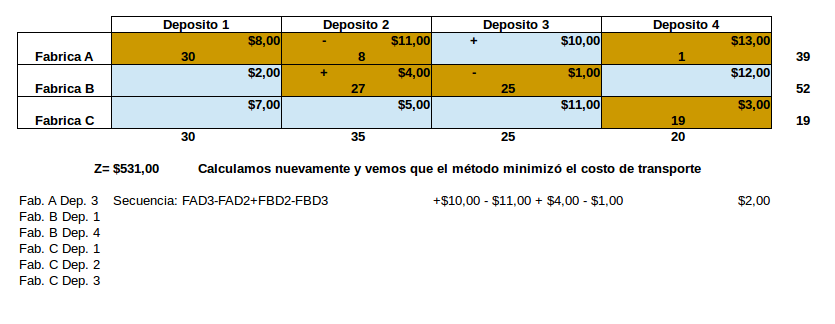 Deposito 1 Deposito 2 Deposito 3 Deposito 4
$8,00 - $11,00 + $10,00 $13,00
Fabrica A 30 8 1 39
$2,00 + $4,00 - $1,00 $12,00
Fabrica B 27 25 52
$7,00 $5,00 $11,00 $3,00
Fabrica C 19 19
30 35 25 20
Z= $531,00 Calculamos nuevamente y vemos que el método minimizó el costo de transporte
Fab. A Dep. 3 Secuencia: FAD3-FAD2+FBD2-FBD3 +$10,00 - $11,00 + $4,00 - $1,00 $2,00
Fab. B Dep. 1
Fab. B Dep. 4
Fab. C Dep. 1
Fab. C Dep. 2
Fab. C Dep. 3